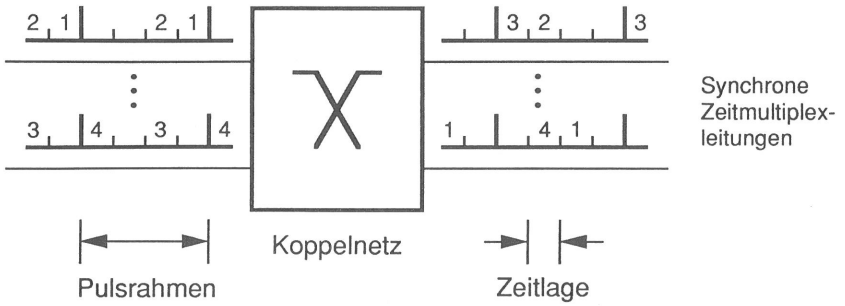 2 1 2 1
3 2 3
3 4 3 4
1 4 1
Synchrone
Zeitmultiplex-
leitungen
Koppelnetz
Pulsrahmen
Zeitlage